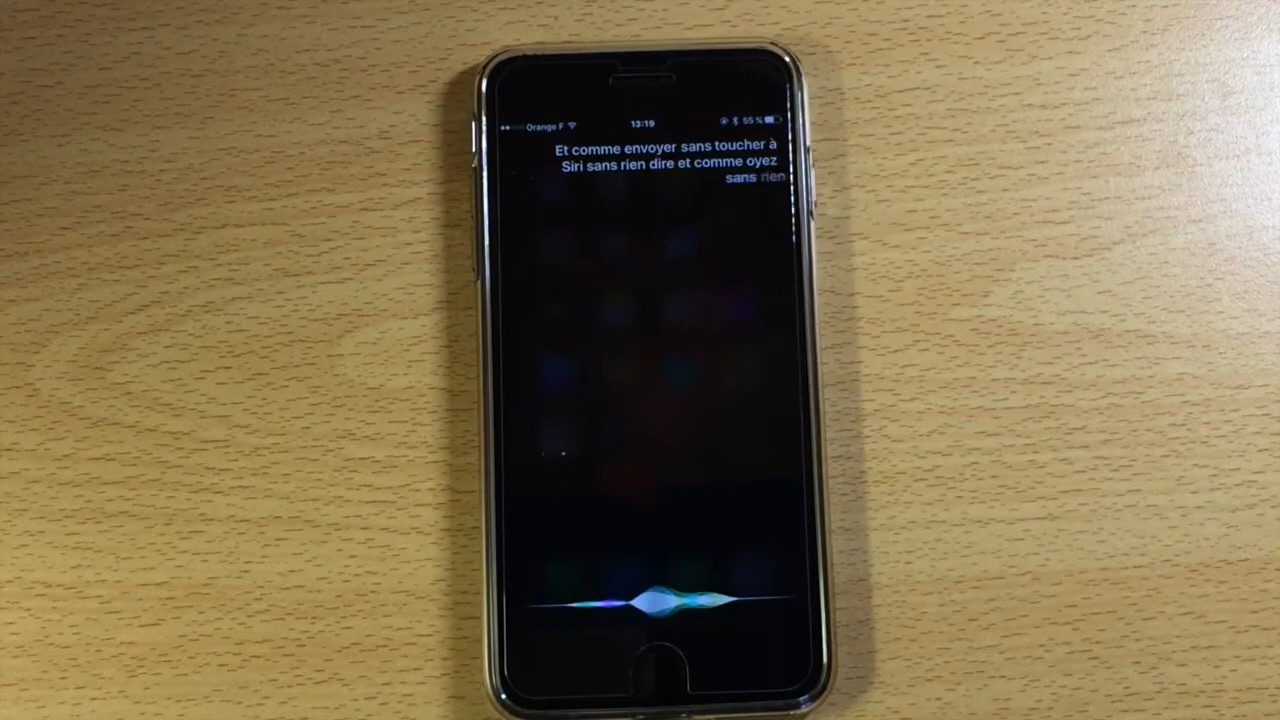 Orange F 13:19 55 %
Et comme envoyer sans toucher à
Siri sans rien dire et comme oyez
sans rien